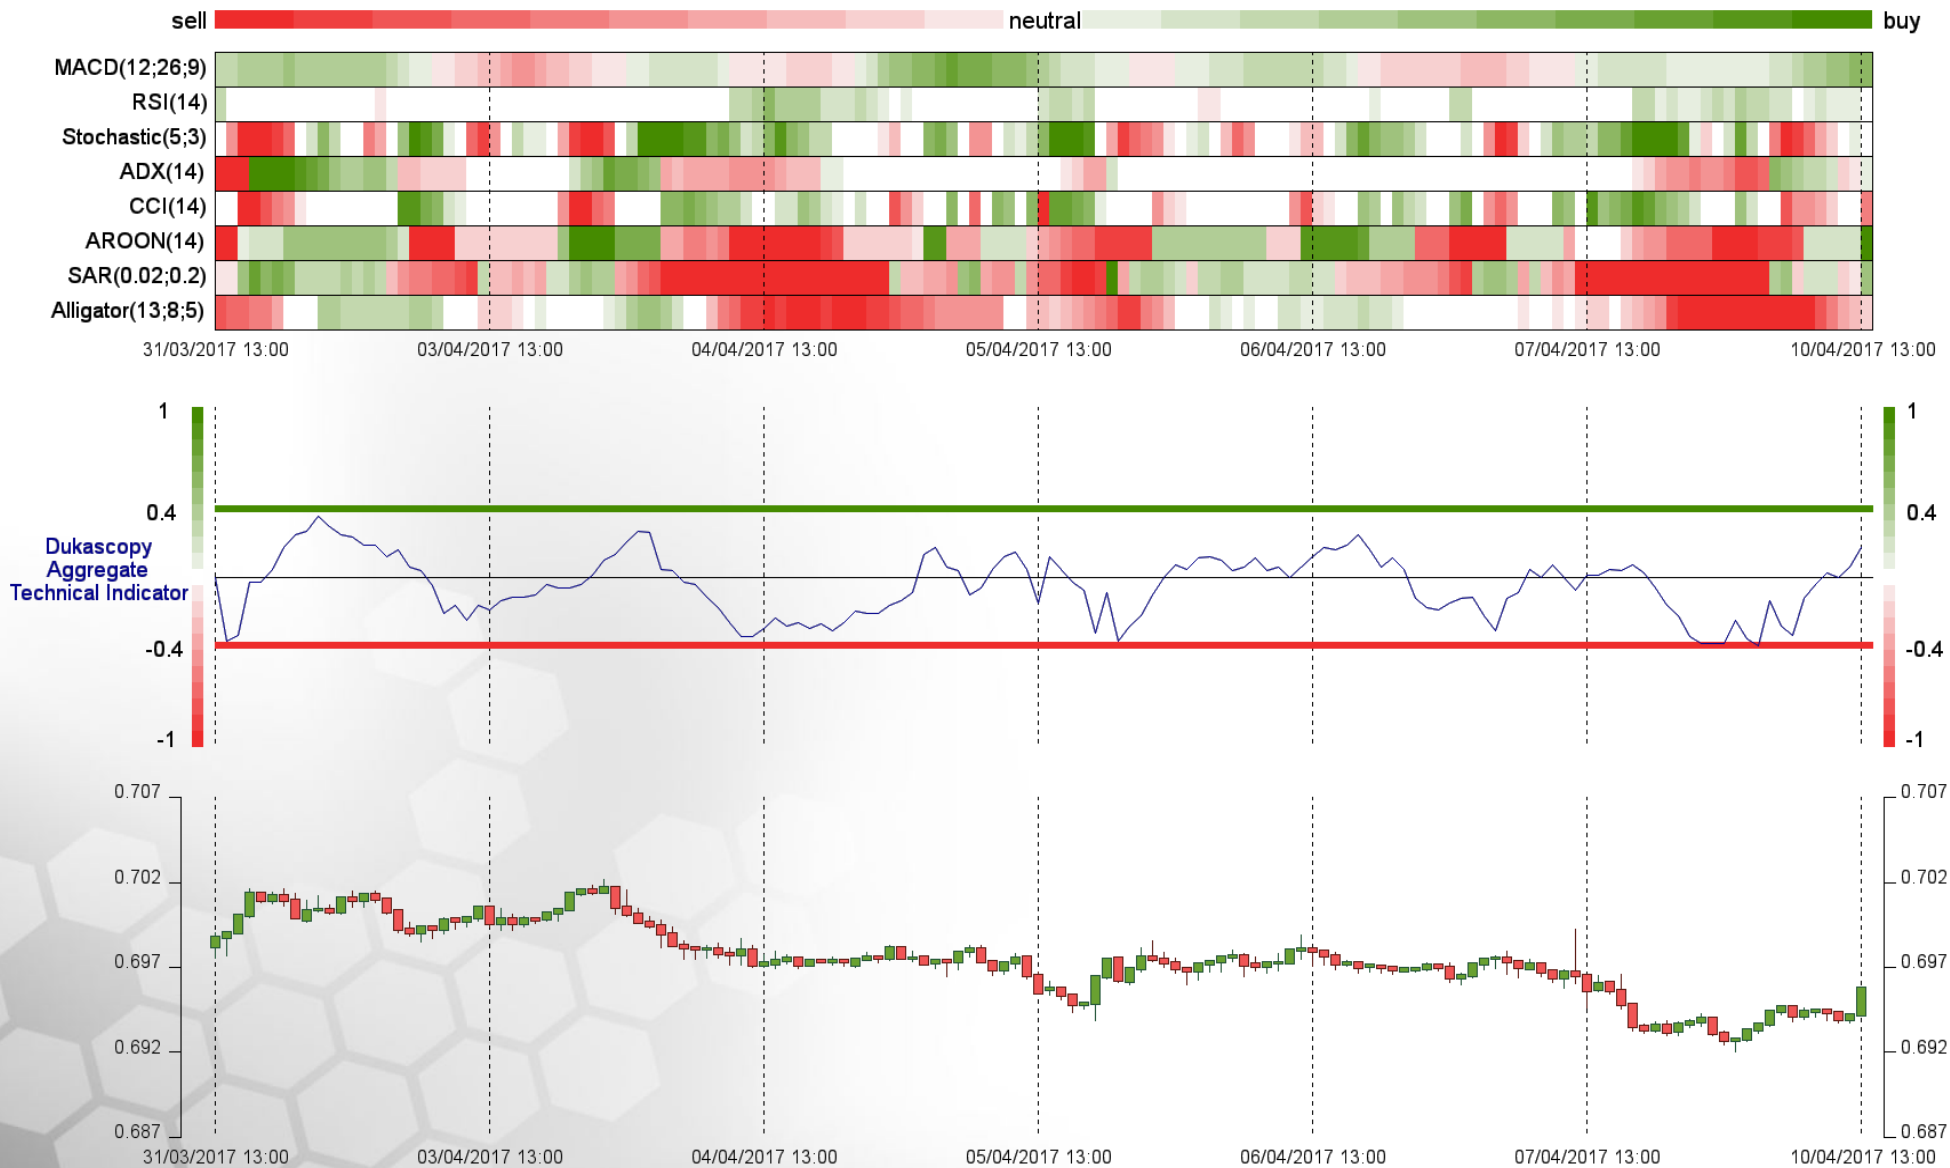 sell neutral buy
MACD(12;26;9)
RSI(14)
Stochastic(5;3)
ADX(14)
CCI(14)
AROON(14)
SAR(0.02;0.2)
Alligator(13;8;5)
31/03/2017 13:00 03/04/2017 13:00 04/04/2017 13:00 05/04/2017 13:00 06/04/2017 13:00 07/04/2017 13:00 10/04/2017 13:00
1 1
0.4 0.4
Dukascopy
Aggregate
Technical Indicator
-0.4 -0.4
-1 -1
0.707 0.707
0.702 0.702
0.697 0.697
0.692 0.692
0.687 0.687
31/03/2017 13:00 03/04/2017 13:00 04/04/2017 13:00 05/04/2017 13:00 06/04/2017 13:00 07/04/2017 13:00 10/04/2017 13:00